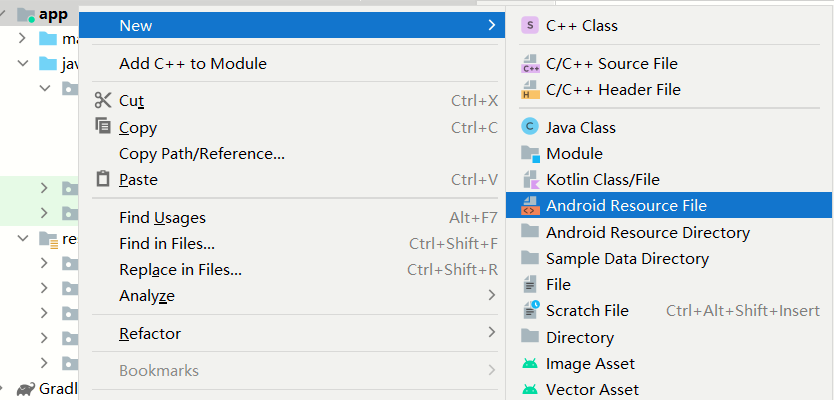 app
ma
jav
res
Gradl
New
Add C++ to Module
Cut Ctrl+X
Copy Ctrl+C
Copy Path/Reference...
Paste Ctrl+V
Find Usages Alt+F7
Find in Files... Ctrl+Shift+F
Replace in Files... Ctrl+Shift+R
Analyze
Refactor
Bookmarks
S C++ Class
C++ C/C++ Source File
H C/C++ Header File
C Java Class
Module
Kotlin Class/File
Android Resource File
Android Resource Directory
Sample Data Directory
File
Scratch File Ctrl+Alt+Shift+Insert
Directory
Image Asset
Vector Asset